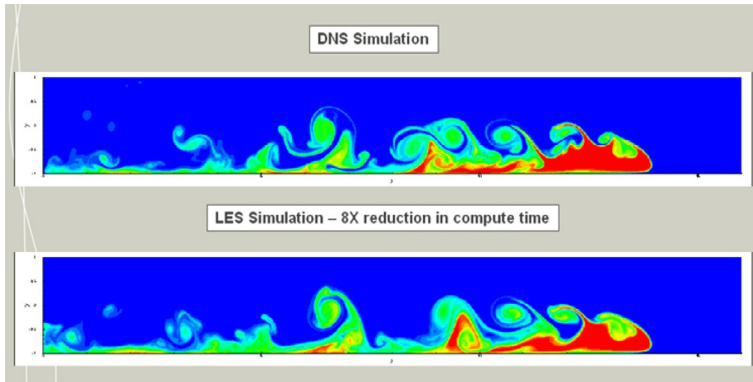 DNS Simulation
LES Simulation – 8X reduction in compute time